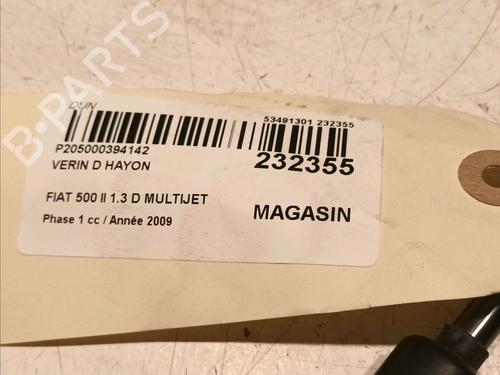 DUN
53491301 232355
P205000394142
232355
VERIN D HAYON
FIAT 500 II 1.3 D MULTIJET
MAGASIN
Phase 1 cc / Année 2009
B-PARTS